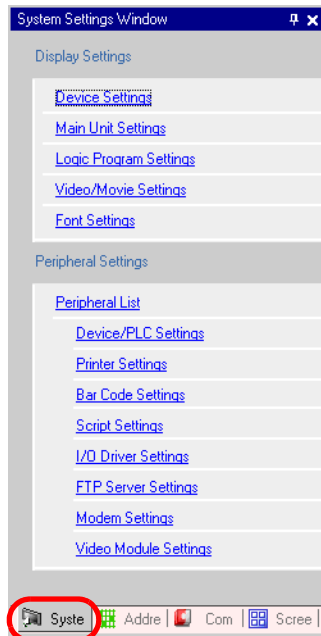 System Settings Window
Display Settings
Device Settings
Main Unit Settings
Logic Program Settings
Video/Movie Settings
Font Settings
Peripheral Settings
Peripheral List
Device/PLC Settings
Printer Settings
Bar Code Settings
Script Settings
I/O Driver Settings
FTP Server Settings
Modem Settings
Video Module Settings
Syste Addre Com Scree